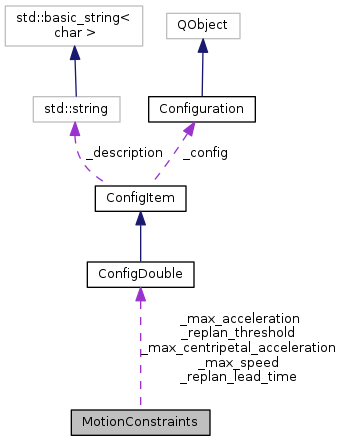 std::basic_string<
char >
QObject
std::string
Configuration
_description
_config
ConfigItem
ConfigDouble
_max_acceleration
_replan_threshold
_max_centripetal_acceleration
_max_speed
_replan_lead_time
MotionConstraints